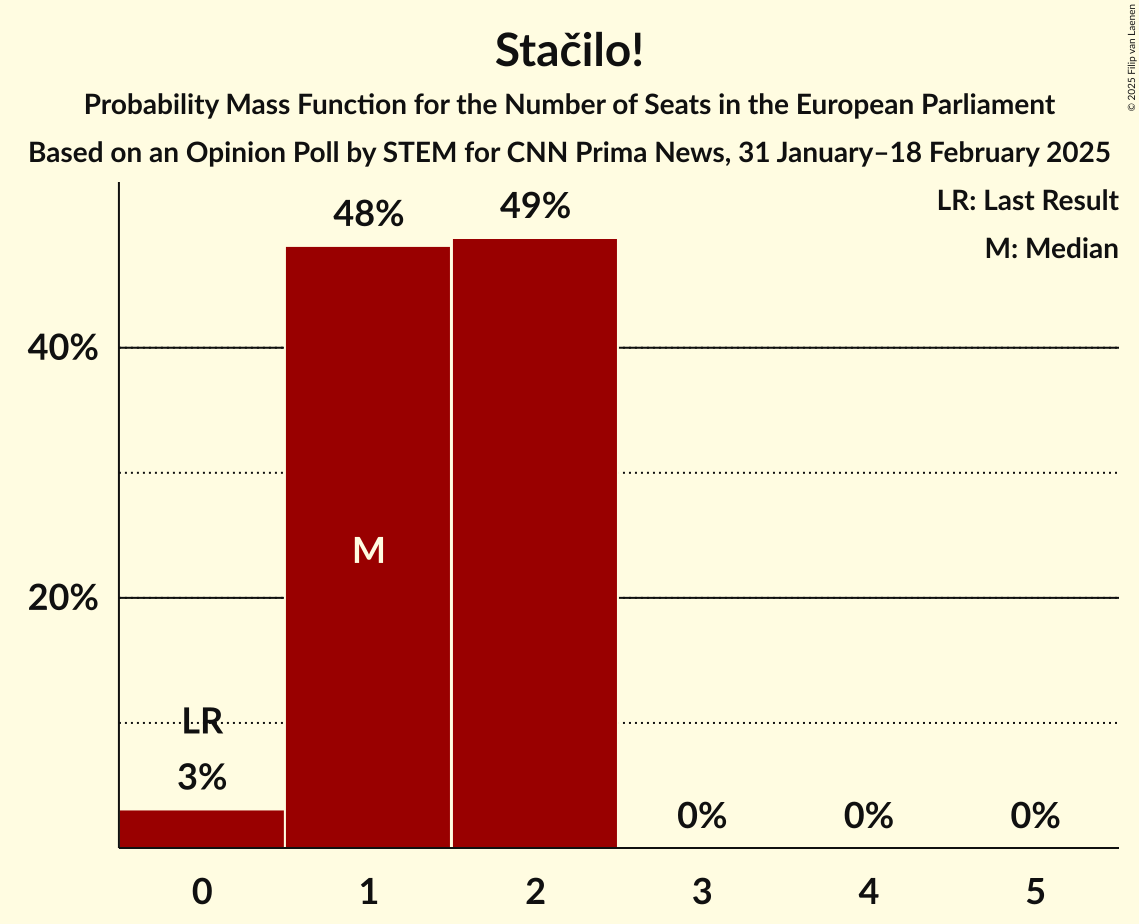 Stačilo!
Probability Mass Function for the Number of Seats in the European Parliament
Based on an Opinion Poll by STEM for CNN Prima News, 31 January–18 February 2025
© 2025 Filip van Laenen
LR: Last Result
M: Median
48%
49%
40%
M
20%
LR
3%
0%
0%
0%
0
1
2
3
4
5